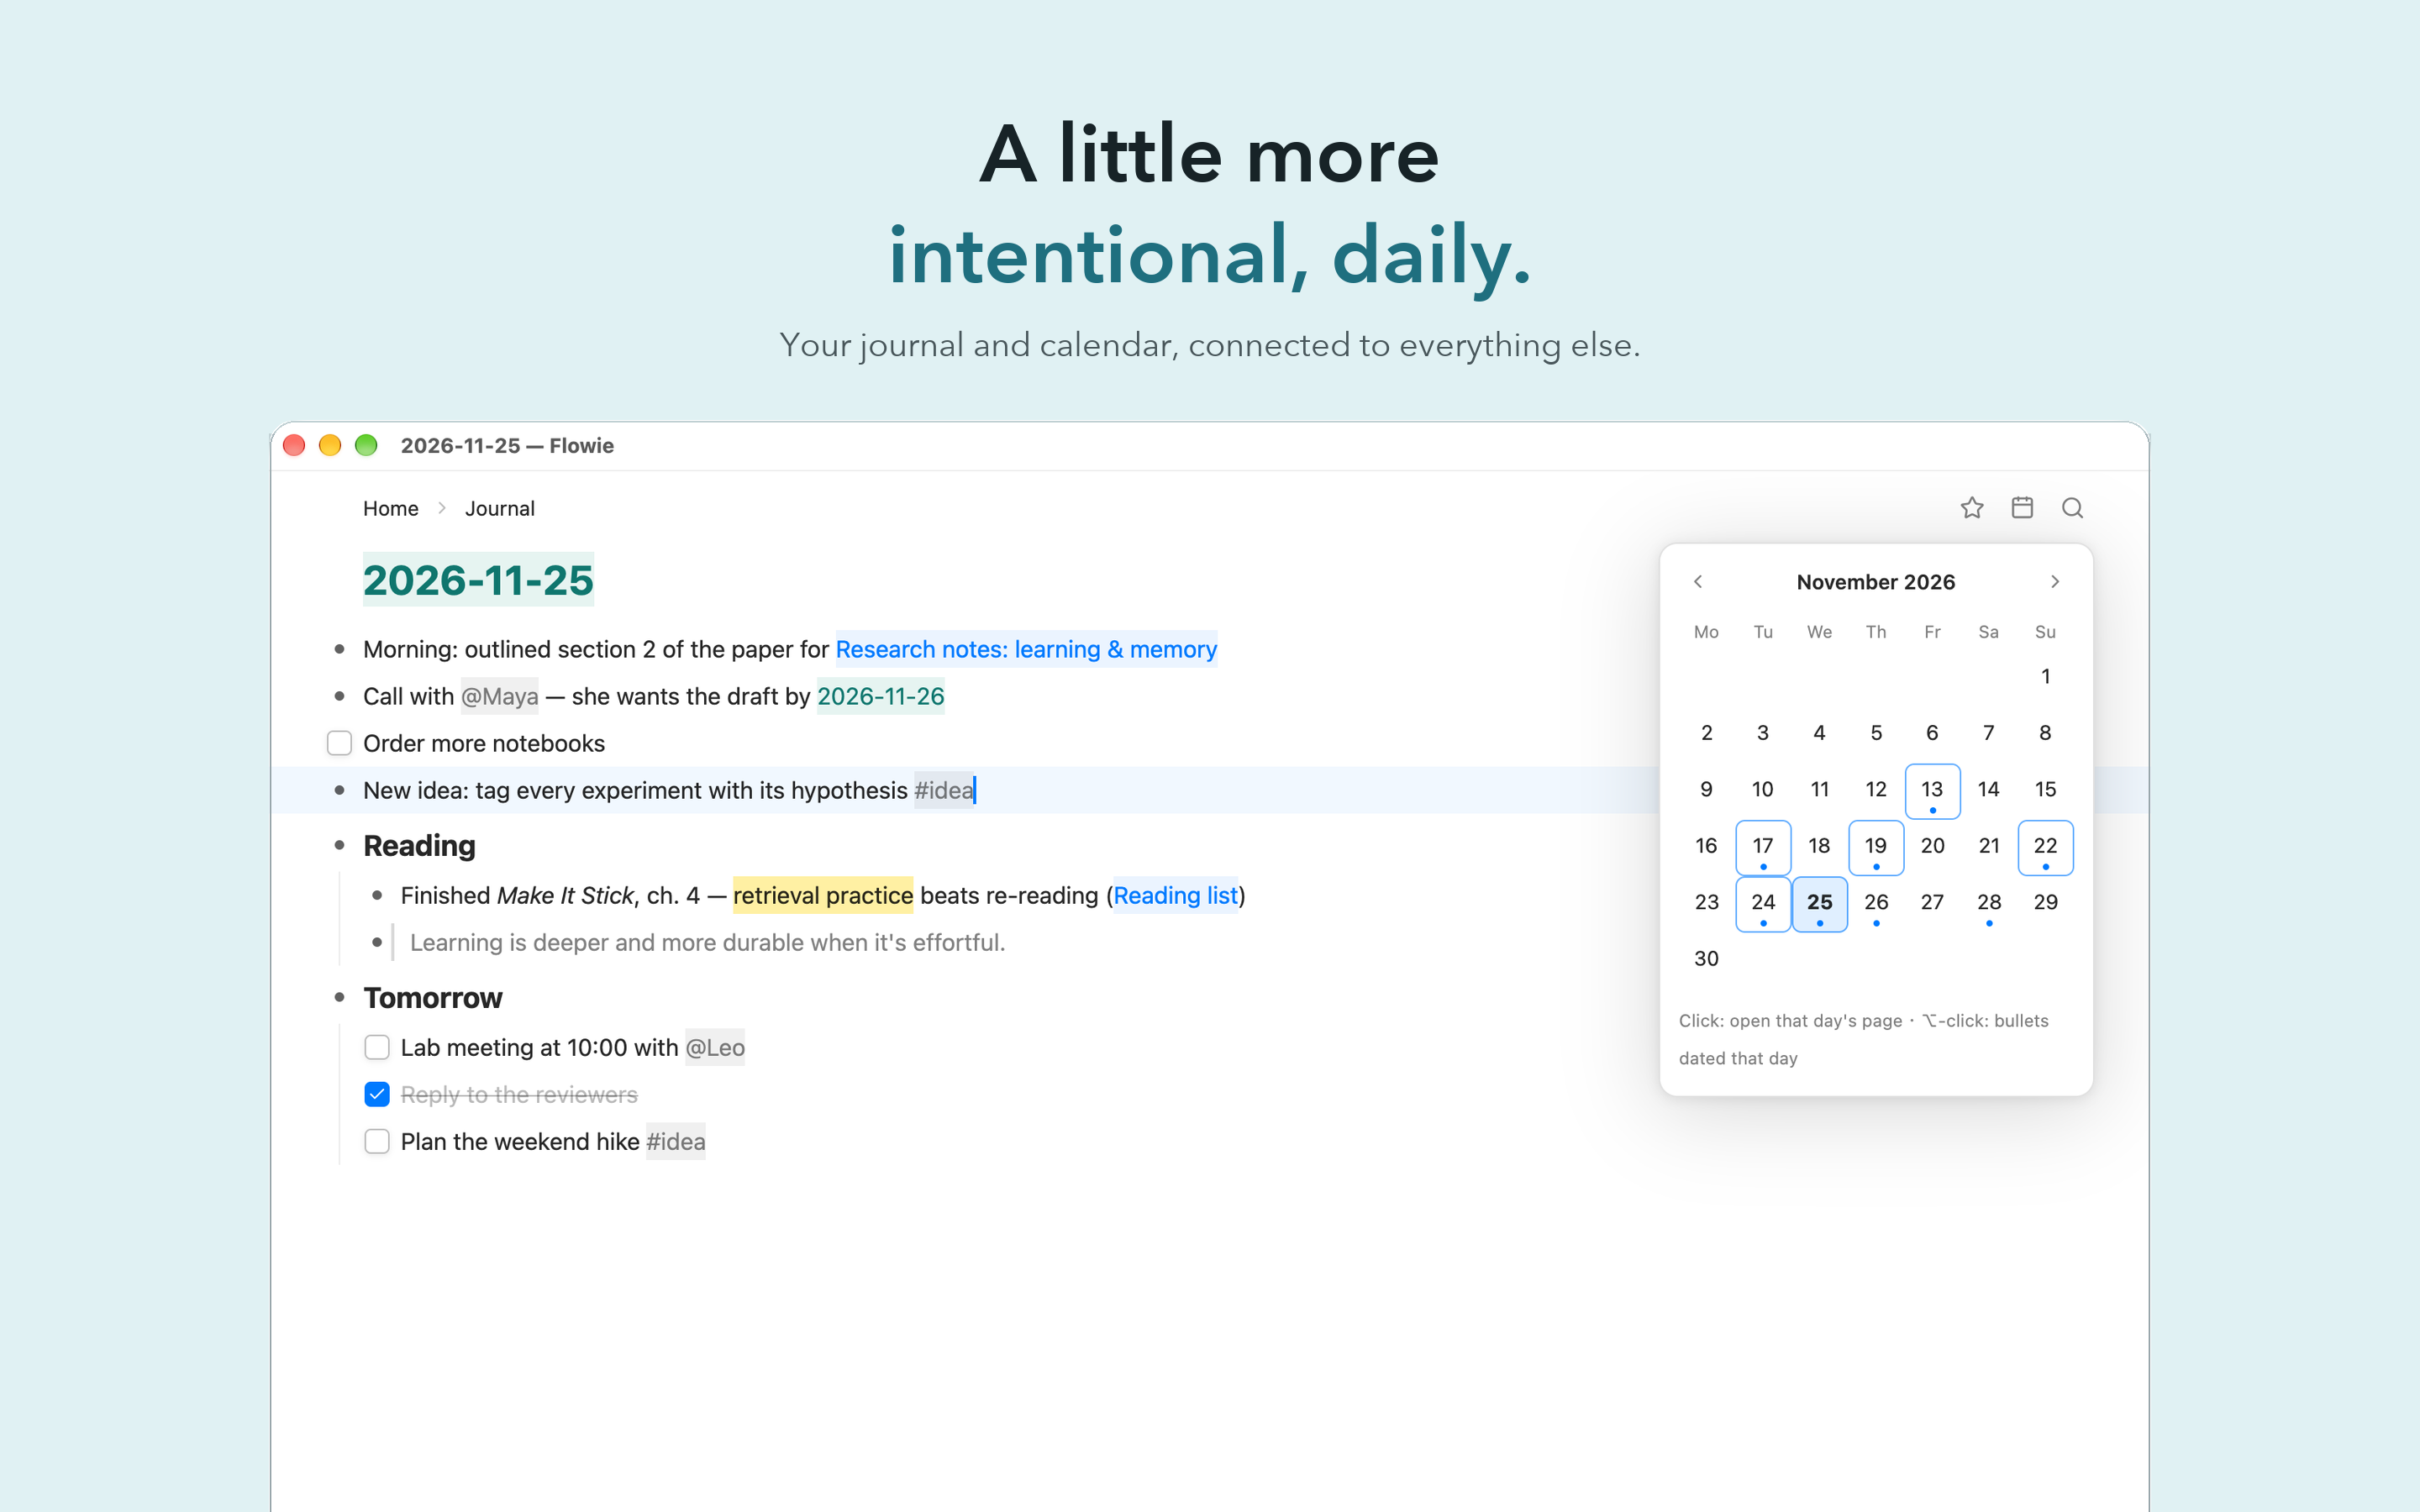 A little more
intentional, daily.
Your journal and calendar, connected to everything else.
2026-11-25 — Flowie
Home > Journal
2026-11-25
Morning: outlined section 2 of the paper for Research notes: learning & memory
Call with @Maya — she wants the draft by 2026-11-26
Order more notebooks
New idea: tag every experiment with its hypothesis #idea
Reading
Finished Make It Stick, ch. 4 — retrieval practice beats re-reading (Reading list)
Learning is deeper and more durable when it's effortful.
Tomorrow
Lab meeting at 10:00 with @Leo
Reply to the reviewers
Plan the weekend hike #idea
November 2026
Mo Tu We Th Fr Sa Su
1
2 3 4 5 6 7 8
9 10 11 12 13 14 15
16 17 18 19 20 21 22
23 24 25 26 27 28 29
30
Click: open that day's page · ⌥-click: bullets
dated that day